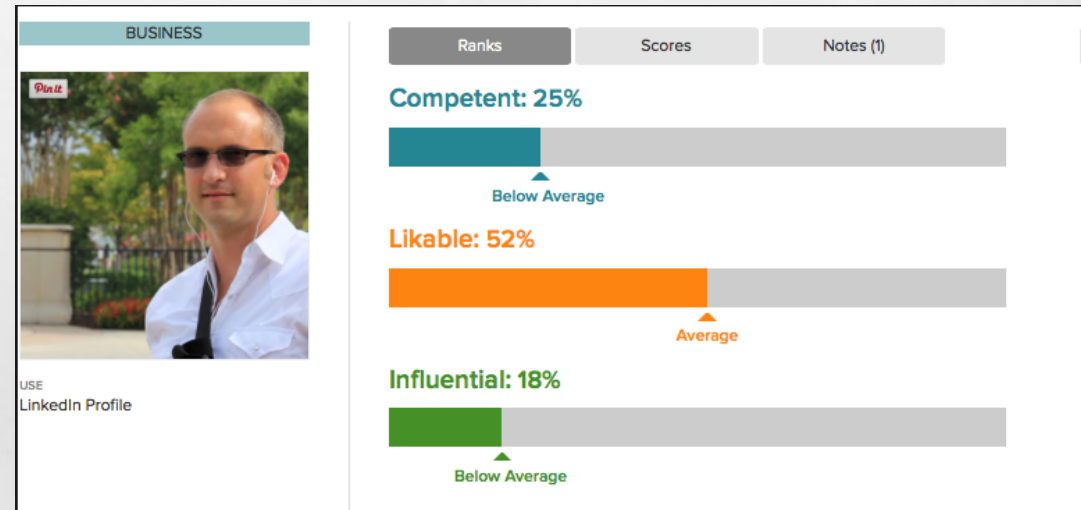 BUSINESS
Pin it
USE
LinkedIn Profile
Ranks
Scores
Notes (1)
Competent: 25%
Below Average
Likable: 52%
Average
Influential: 18%
Below Average